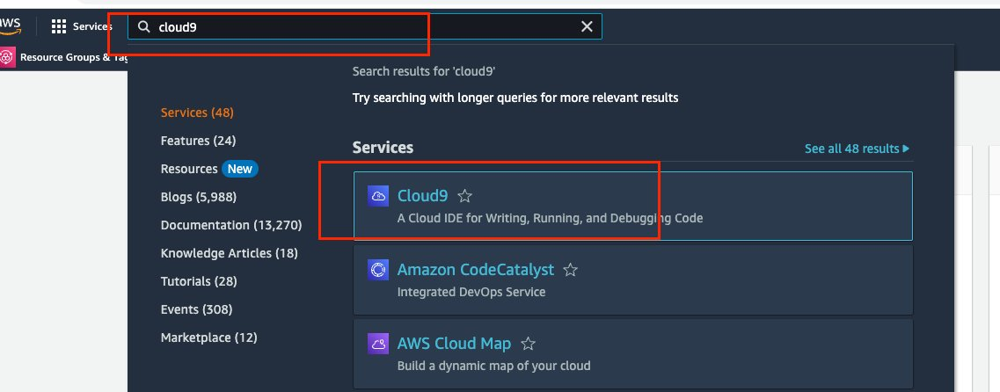 aws
Services
cloud9
Resource Groups & Tag
Search results for 'cloud9'
Try searching with longer queries for more relevant results
Services (48)
Features (24)
Resources New
Blogs (5,988)
Documentation (13,270)
Knowledge Articles (18)
Tutorials (28)
Events (308)
Marketplace (12)
Services
See all 48 results
Cloud9
A Cloud IDE for Writing, Running, and Debugging Code
Amazon CodeCatalyst
Integrated DevOps Service
AWS Cloud Map
Build a dynamic map of your cloud